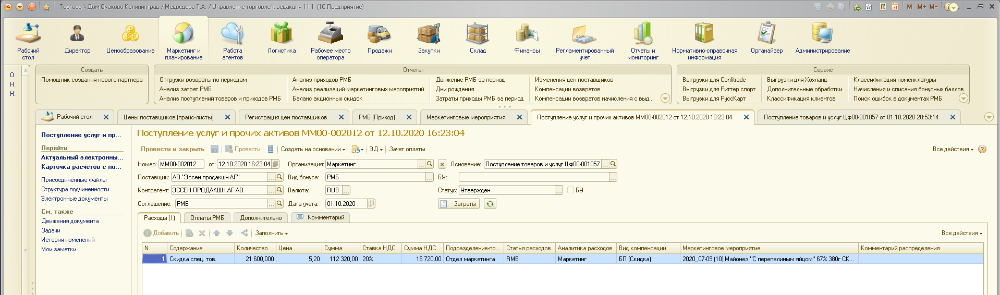 Торговый Дом Очаково Калининград / Медведева Т.А. / Управление торговлей, редакция 11.1 (1С:Предприятие)
M M+ M-
Рабочий стол
Директор
Ценообразование
Маркетинг и планирование
Работа агентов
Логистика
Рабочее место оператора
Продажи
Закупки
Склад
Финансы
Регламентированный учет
Отчеты и мониторинг
Нормативно-справочная информация
Органайзер
Администрирование
О.
Н.
Н.
Создать
Помощник создания нового партнера
Отчеты
Отгрузки возвраты по периодам
Анализ затрат РМБ
Анализ поступлений товаров и приходов РМБ
Анализ приходов РМБ
Анализ реализаций маркетинговых мероприятий
Баланс акционных скидок
Движение РМБ за период
Дни рождения
Затраты приходы РМБ за период
Изменения цен поставщиков
Компенсации возвратов
Компенсации возвратов начисления с выд...
Сервис
Выгрузки для Confitrade
Выгрузки для Риттер спорт
Выгрузки для РуссКарт
Выгрузки для Хохланд
Дополнительные обработки
Классификация клиентов
Классификация номенклатуры
Начисления и списания бонусных баллов
Поиск ошибок в документах РМБ
Рабочий стол
Цены поставщиков (прайс-листы)
Регистрация цен поставщиков
РМБ (Приход)
Маркетинговые мероприятия
Поступление услуг и прочих активов ММ00-002012 от 12.10.2020 16:23:04
Поступление товаров и услуг Цф00-001057 от 01.10.2020 20:53:14
Поступление услуг и пр...
Перейти
Актуальный электронны...
Карточка расчетов с по...
Присоединенные файлы
Структура подчиненности
Электронные документы
См. также
Движения документа
Задачи
История изменений
Мои заметки
Поступление услуг и прочих активов ММ00-002012 от 12.10.2020 16:23:04
Провести и закрыть Провести Создать на основании ЭД Зачет оплаты Все действия
Номер: ММ00-002012 от: 12.10.2020 16:23:04 Организация: Маркетинг Основание: Поступление товаров и услуг Цф00-001057
Поставщик: АО "Эссен продакшн АГ" Вид бонуса: РМБ БУ:
Контрагент: ЭССЕН ПРОДАКШН АГ АО Валюта: RUB Статус: Утвержден БУ
Соглашение: РМБ Дата учета: 01.10.2020 Затраты
Расходы (1) Оплаты РМБ Дополнительно Комментарий
Добавить Заполнить Все действия
N Содержание Количество Цена Сумма Ставка НДС Сумма НДС Подразделение-по... Статья расходов Аналитика расходов Вид компенсации Маркетинговое мероприятие Комментарий распределения
1 Скидка спец. тов. 21 600,000 5,20 112 320,00 20% 18 720,00 Отдел маркетинга RMB Маркетинг БП (Скидка) 2020_07-09 (10) Майонез "С перепелиным яйцом" 67% 380г СК...